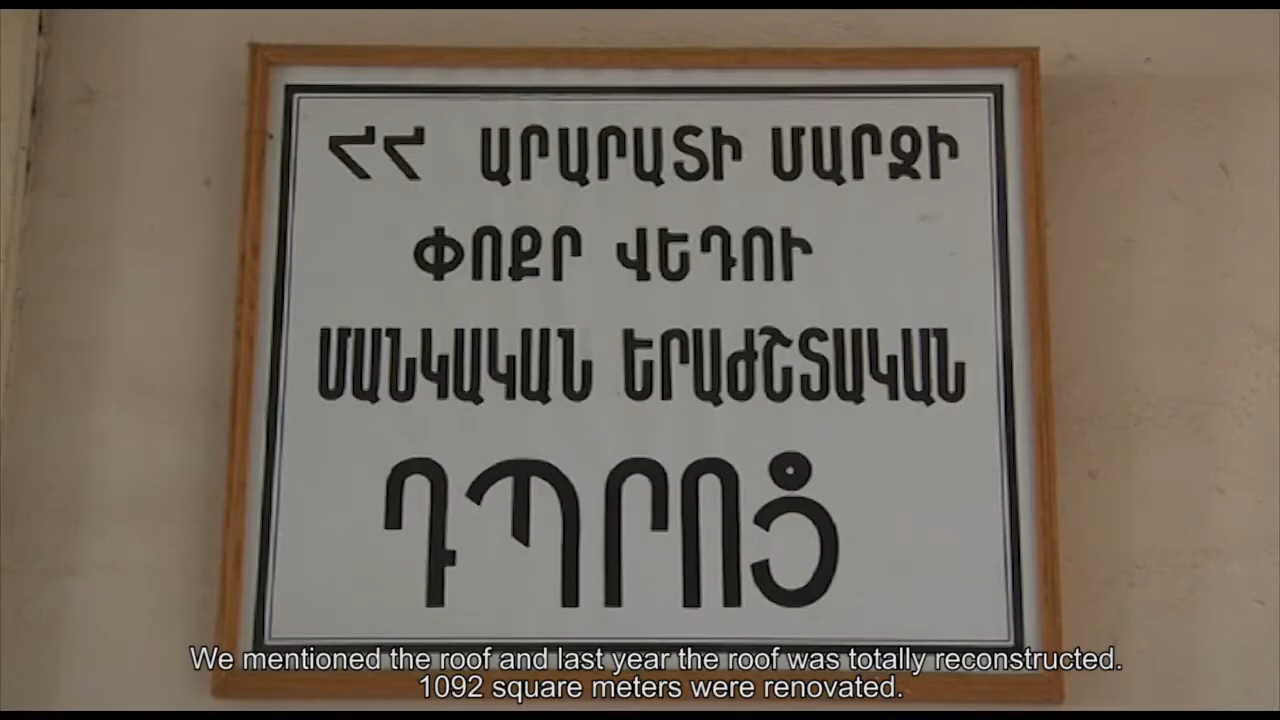 ՀՀ ԱՐԱՐԱՏԻ ՄԱՐԶԻ
ՓՈՔՐ ՎԵԴՈՒ
ՄԱՆԿԱԿԱՆ ԵՐԱԺՇՏԱԿԱՆ
ԴՊՐՈՑ
We mentioned the roof and last year the roof was totally reconstructed.
1092 square meters were renovated.